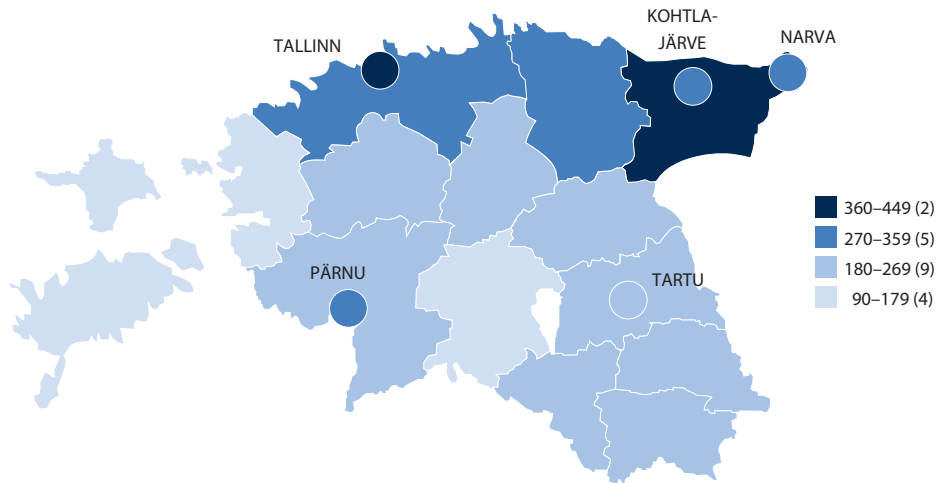 KOHTLA-
JÄRVE
NARVA
TALLINN
360–449 (2)
270–359 (5)
180–269 (9)
90–179 (4)
PÄRNU
TARTU